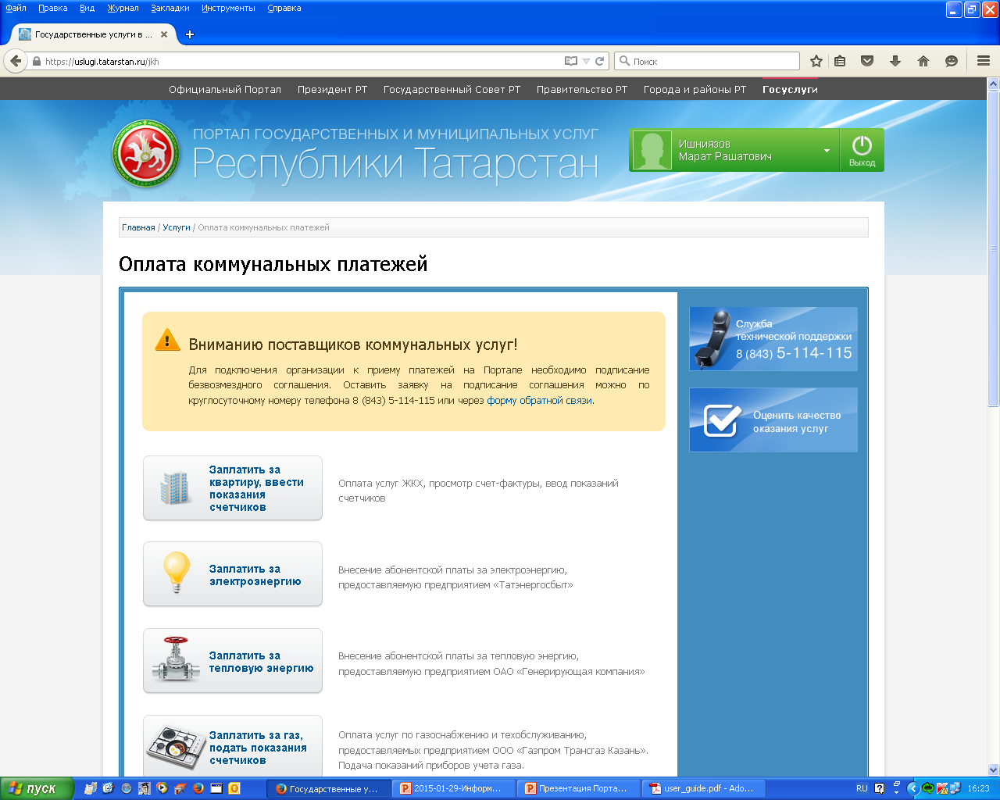 Файл Правка Вид Журнал Закладки Инструменты Справка
Государственные услуги в ...
https://uslugi.tatarstan.ru/jkh
Поиск
Официальный Портал Президент РТ Государственный Совет РТ Правительство РТ Города и районы РТ Госуслуги
ПОРТАЛ ГОСУДАРСТВЕННЫХ И МУНИЦИПАЛЬНЫХ УСЛУГ
Республики Татарстан
ТАТАРСТАН
Ишниязов
Марат Рашатович
Выход
Главная / Услуги / Оплата коммунальных платежей
Оплата коммунальных платежей
Вниманию поставщиков коммунальных услуг!
Для подключения организации к приему платежей на Портале необходимо подписание
безвозмездного соглашения. Оставить заявку на подписание соглашения можно по
круглосуточному номеру телефона 8 (843) 5-114-115 или через форму обратной связи.
Служба
технической поддержки
8 (843) 5-114-115
Оценить качество
оказания услуг
Заплатить за
квартиру, ввести
показания
счетчиков
Оплата услуг ЖКХ, просмотр счет-фактуры, ввод показаний
счетчиков
Заплатить за
электроэнергию
Внесение абонентской платы за электроэнергию,
предоставляемую предприятием «Татэнергосбыт»
Заплатить за
тепловую энергию
Внесение абонентской платы за тепловую энергию,
предоставляемую предприятием ОАО «Генерирующая компания»
Заплатить за газ,
подать показания
счетчиков
Оплата услуг по газоснабжению и техобслуживанию,
предоставляемых предприятием ООО «Газпром Трансгаз Казань».
Подача показаний приборов учета газа.
пуск
Государственные у...
2015-01-29-Информ...
Презентация Порта...
user_guide.pdf - Ado...
RU
16:23